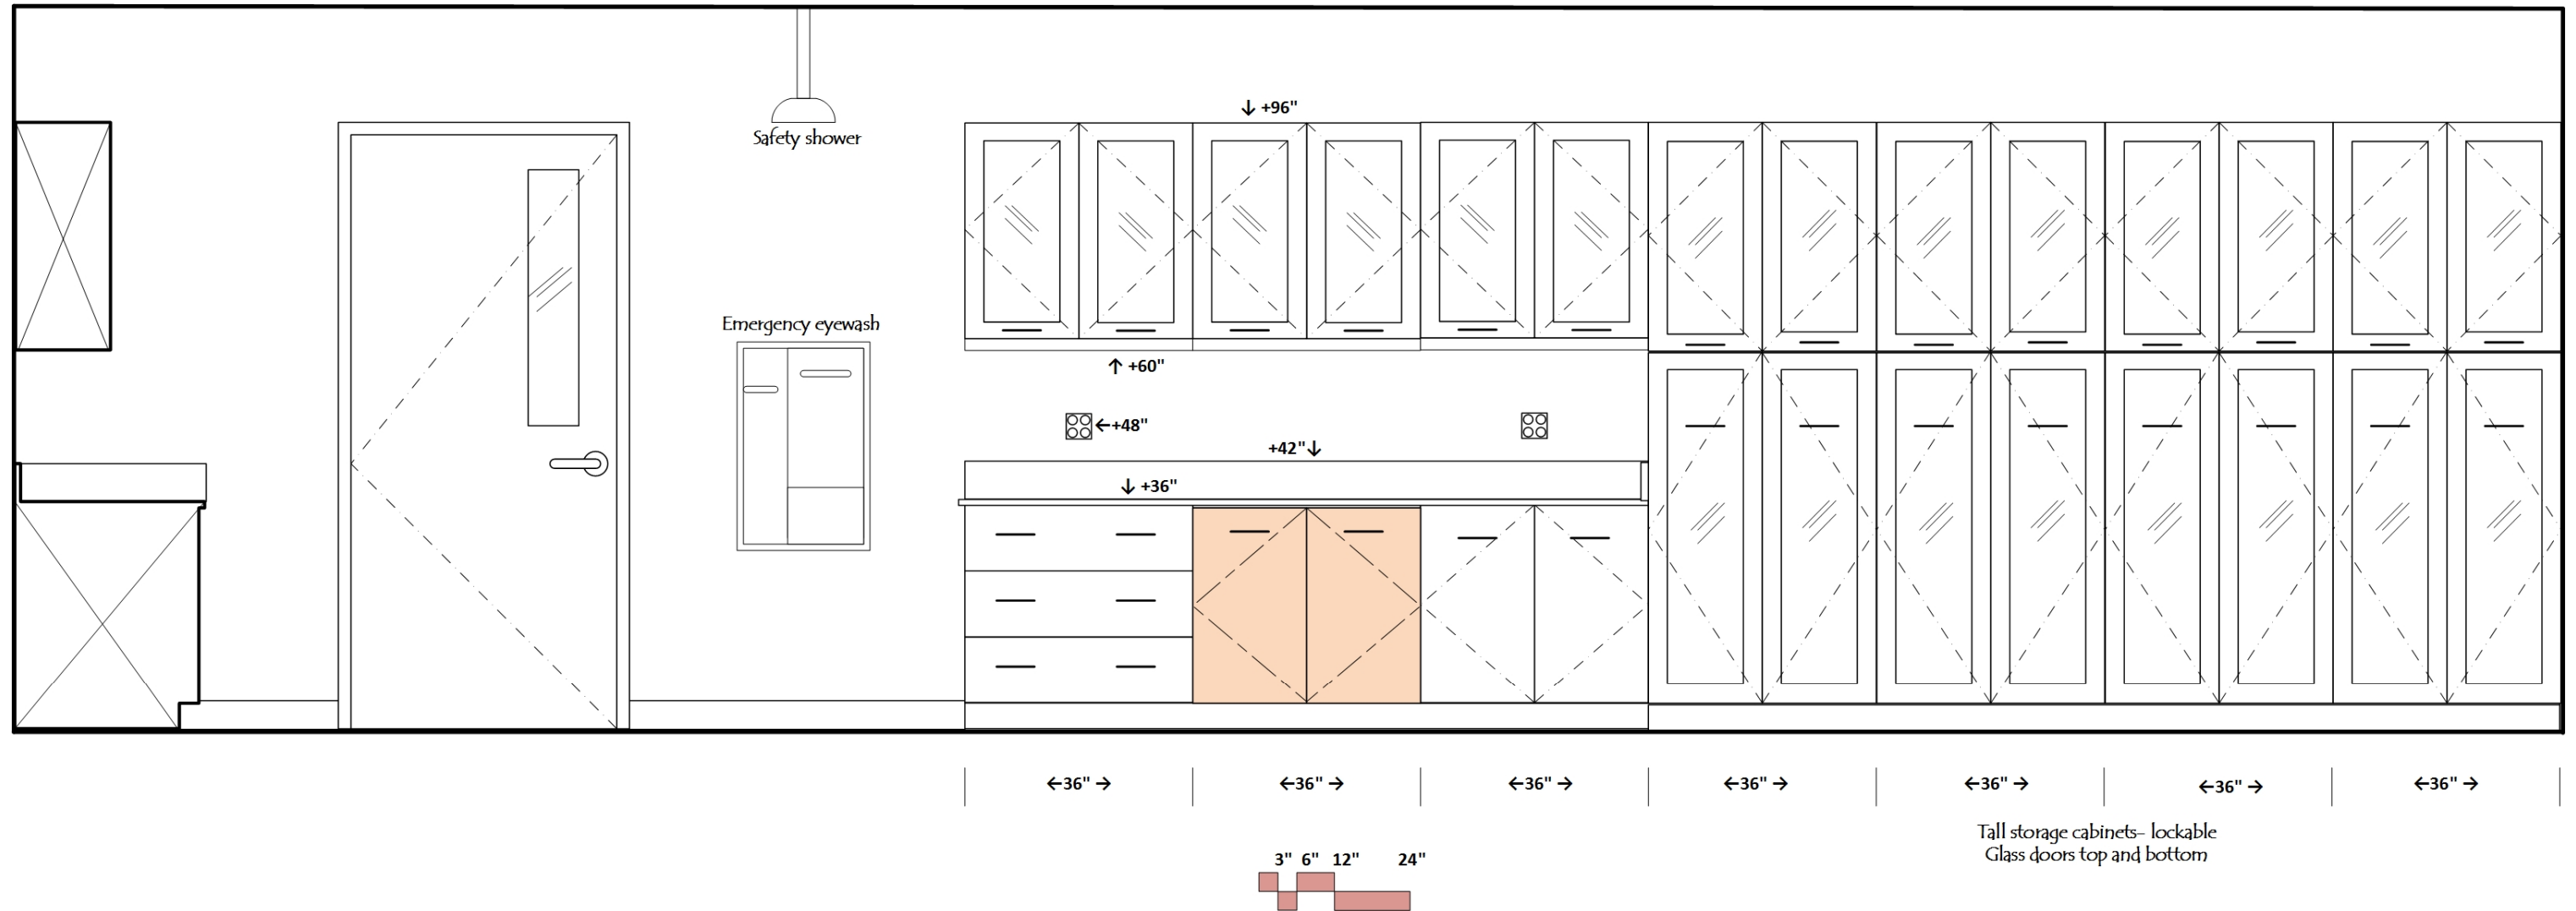 ↓ +96"
Safety shower
Emergency eyewash
↑ +60"
←+48"
+42"↓
↓ +36"
←36" →
←36" →
←36" →
←36" →
←36" →
←36" →
←36" →
Tall storage cabinets- lockable
Glass doors top and bottom
3" 6" 12" 24"